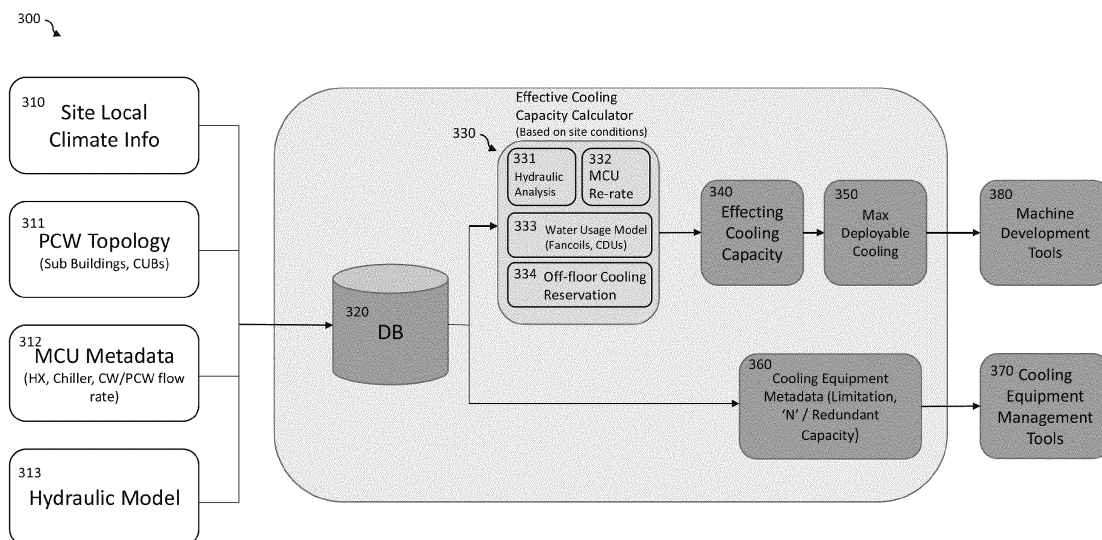 300
310
Site Local
Climate Info
311
PCW Topology
(Sub Buildings, CUBs)
312
MCU Metadata
(HX, Chiller, CW/PCW flow
rate)
313
Hydraulic Model
320
DB
Effective Cooling
Capacity Calculator
(Based on site conditions)
330
331
Hydraulic
Analysis
332
MCU
Re-rate
333 Water Usage Model
(Fancoils, CDUs)
334 Off-floor Cooling
Reservation
340
Effecting
Cooling
Capacity
350
Max
Deployable
Cooling
380
Machine
Development
Tools
360
Cooling Equipment
Metadata (Limitation,
‘N’ / Redundant
Capacity)
370 Cooling
Equipment
Management
Tools